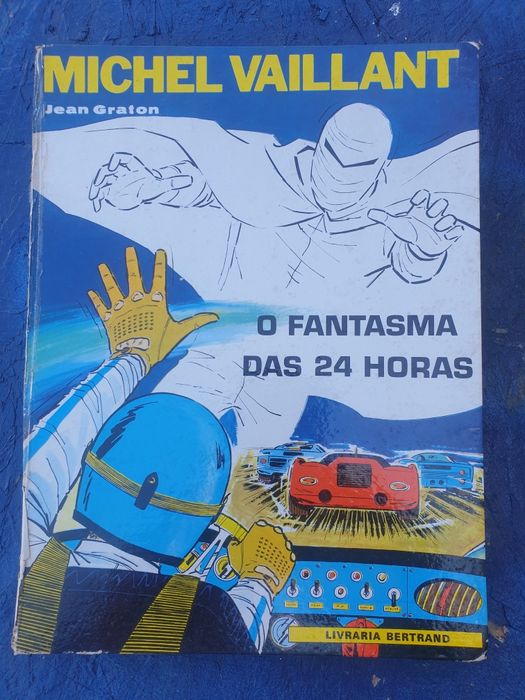 MICHEL VAILLANT
Jean Graton
O FANTASMA
DAS 24 HORAS
LIVRARIA BERTRAND